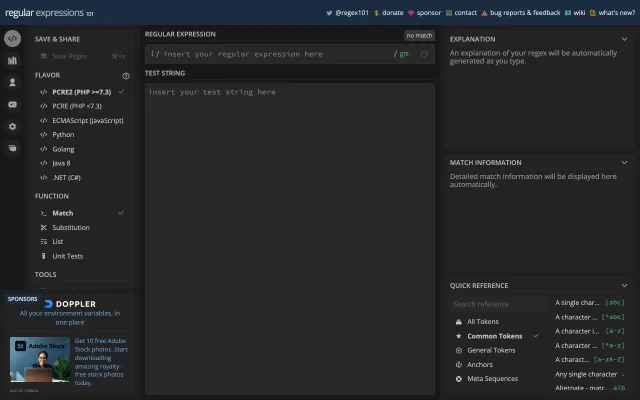 regular expressions 101
@regex101
donate
sponsor
contact
bug reports & feedback
wiki
what's new?
SAVE & SHARE
Save Regex
FLAVOR
PCRE2 (PHP >=7.3)
PCRE (PHP <7.3)
ECMAScript (JavaScript)
Python
Golang
Java 8
.NET (C#)
FUNCTION
Match
Substitution
List
Unit Tests
TOOLS
SPONSORS
DOPPLER
All your environment variables, in
one place
Adobe Stock
St
Get 10 free Adobe
Stock photos. Start
downloading
amazing royalty-
free stock photos
today.
REGULAR EXPRESSION
no match
/ insert your regular expression here
/ gm
TEST STRING
insert your test string here
EXPLANATION
An explanation of your regex will be automatically
generated as you type.
MATCH INFORMATION
Detailed match information will be displayed here
automatically.
QUICK REFERENCE
Search reference
All Tokens
Common Tokens
General Tokens
Anchors
Meta Sequences
A single char... [abc]
A character ... [^abc]
A character i... [a-z]
A character ... [^a-z]
A charact... [a-zA-Z]
Any single character .
Alternate - matr... a|b